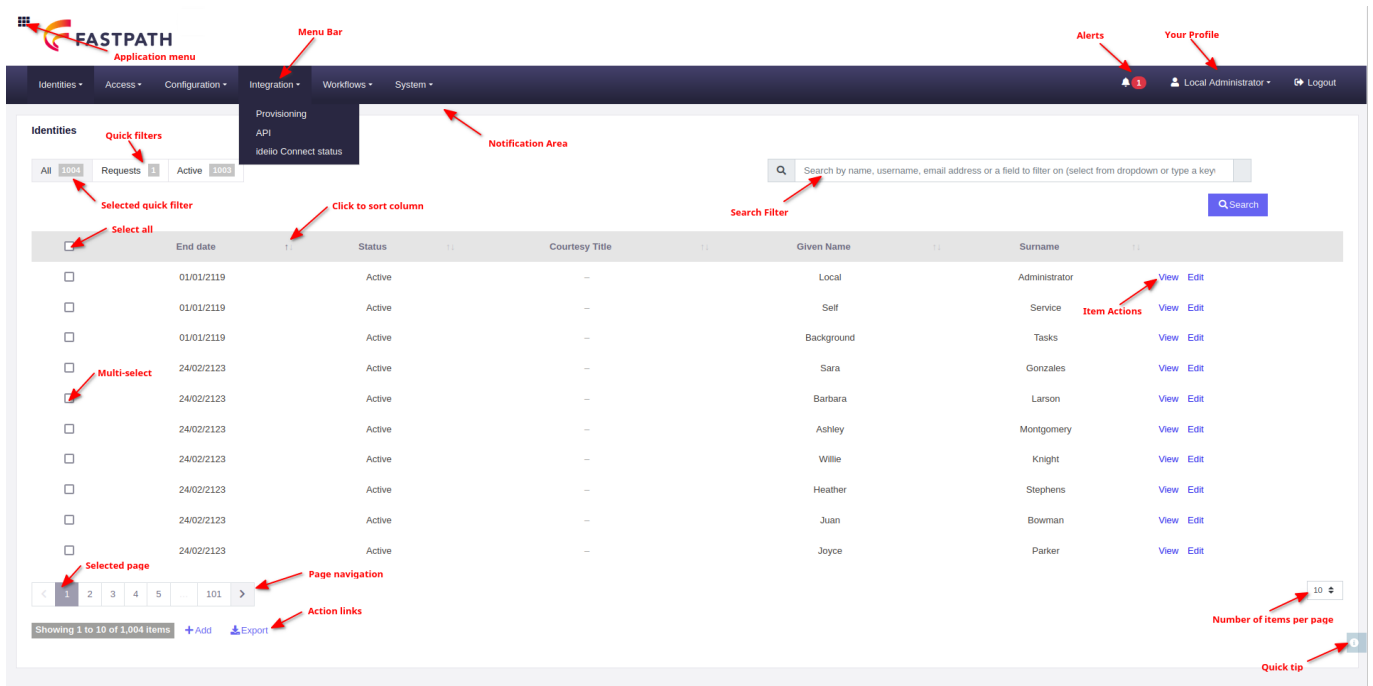 FASTPATH
Application menu
Menu Bar
Alerts
Your Profile
Identities Access Configuration Integration Workflows System 1 Local Administrator Logout
Provisioning
API
ideiio Connect status
Notification Area
Identities
Quick filters
All 1004 Requests 1 Active 1003
Search by name, username, email address or a field to filter on (select from dropdown or type a key
Selected quick filter
Click to sort column
Search Filter
Search
Select all
End date Status Courtesy Title Given Name Surname
01/01/2119 Active – Local Administrator View Edit
01/01/2119 Active – Self Service View Edit
Item Actions
01/01/2119 Active – Background Tasks View Edit
24/02/2123 Active – Sara Gonzales View Edit
Multi-select
24/02/2123 Active – Barbara Larson View Edit
24/02/2123 Active – Ashley Montgomery View Edit
24/02/2123 Active – Willie Knight View Edit
24/02/2123 Active – Heather Stephens View Edit
24/02/2123 Active – Juan Bowman View Edit
24/02/2123 Active – Joyce Parker View Edit
Selected page
Page navigation
1 2 3 4 5 ... 101
10
Action links
Number of items per page
Showing 1 to 10 of 1,004 items +Add Export
Quick tip